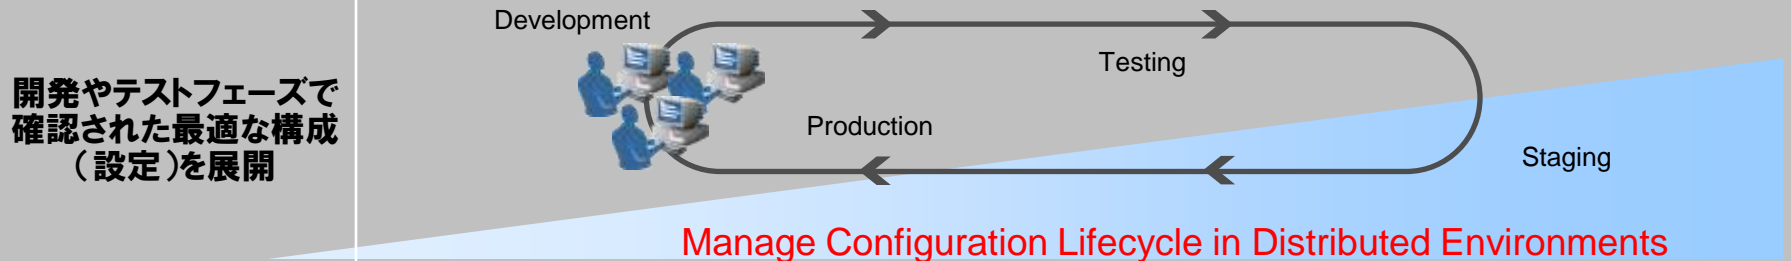 開発やテストフェーズで
確認された最適な構成
（設定）を展開
Development
Testing
Production
Staging
Manage Configuration Lifecycle in Distributed Environments